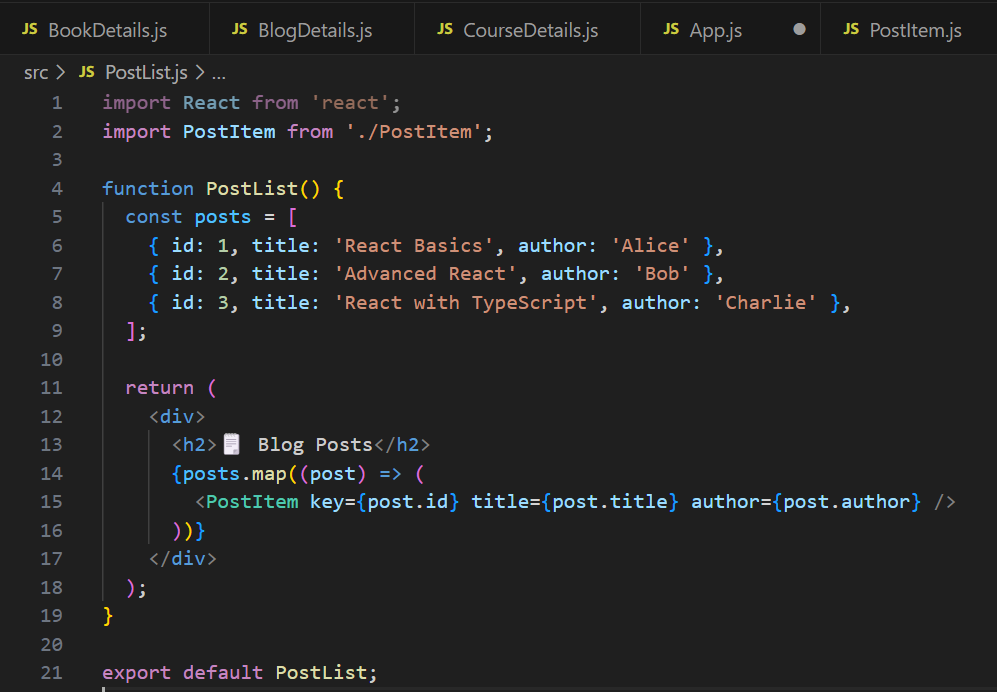 JS BookDetails.js JS BlogDetails.js JS CourseDetails.js JS App.js ● JS PostItem.js
src > JS PostList.js > ...
1 import React from 'react';
2 import PostItem from './PostItem';
3
4 function PostList() {
5   const posts = [
6     { id: 1, title: 'React Basics', author: 'Alice' },
7     { id: 2, title: 'Advanced React', author: 'Bob' },
8     { id: 3, title: 'React with TypeScript', author: 'Charlie' },
9   ];
10
11   return (
12     <div>
13       <h2>🗒️ Blog Posts</h2>
14       {posts.map((post) => (
15         <PostItem key={post.id} title={post.title} author={post.author} />
16       ))}
17     </div>
18   );
19 }
20
21 export default PostList;